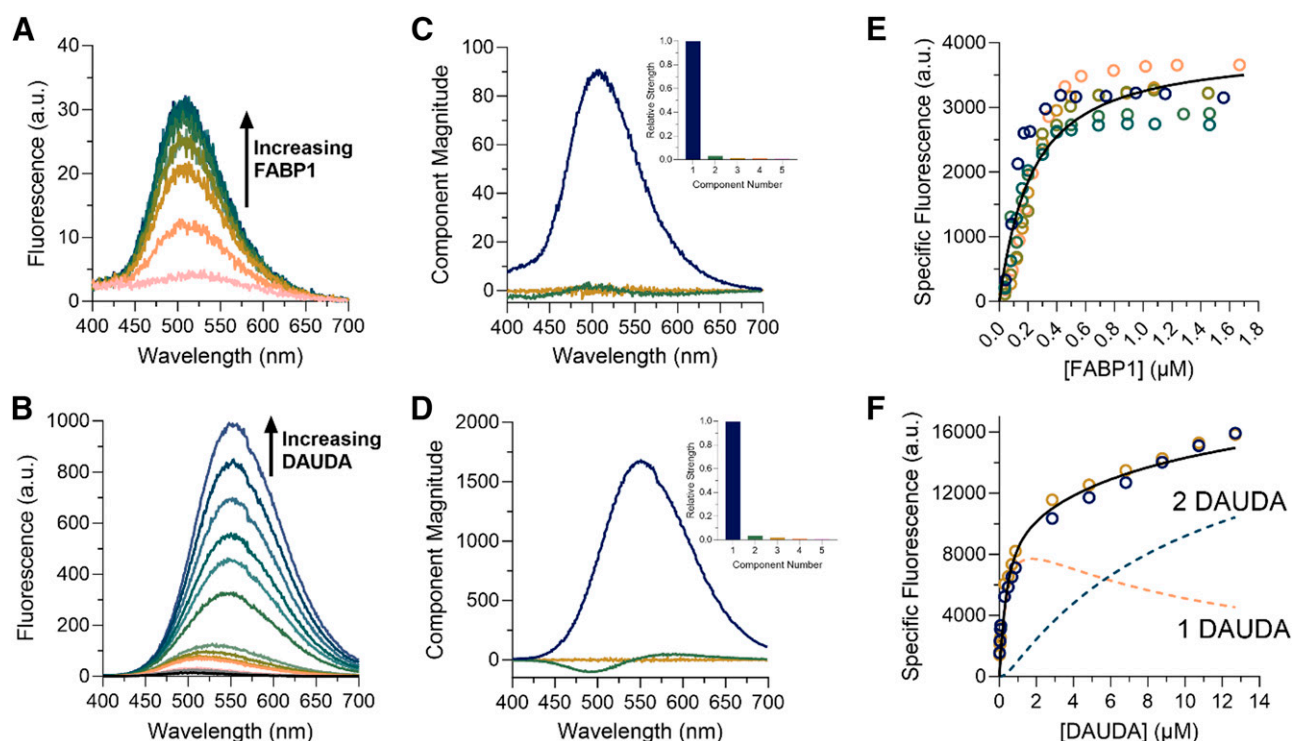 A
Fluorescence (a.u.)
40
30
20
10
0
Increasing
FABP1
400 450 500 550 600 650 700
Wavelength (nm)
C
Component Magnitude
100
80
60
40
20
0
400 450 500 550 600 650 700
Wavelength (nm)
Relative Strength
1.0
0.8
0.6
0.4
0.2
0.0
1 2 3 4 5
Component Number
E
Specific Fluorescence (a.u.)
4000
3000
2000
1000
0
0.0 0.2 0.4 0.6 0.8 1.0 1.2 1.4 1.6 1.8
[FABP1] (µM)
B
Fluorescence (a.u.)
1000
800
600
400
200
0
Increasing
DAUDA
400 450 500 550 600 650 700
Wavelength (nm)
D
Component Magnitude
2000
1750
1500
1250
1000
750
500
250
0
400 450 500 550 600 650 700
Wavelength (nm)
Relative Strength
1.0
0.8
0.6
0.4
0.2
0.0
1 2 3 4 5
Component Number
F
Specific Fluorescence (a.u.)
16000
12000
8000
4000
0
2 DAUDA
1 DAUDA
0 2 4 6 8 10 12 14
[DAUDA] (µM)